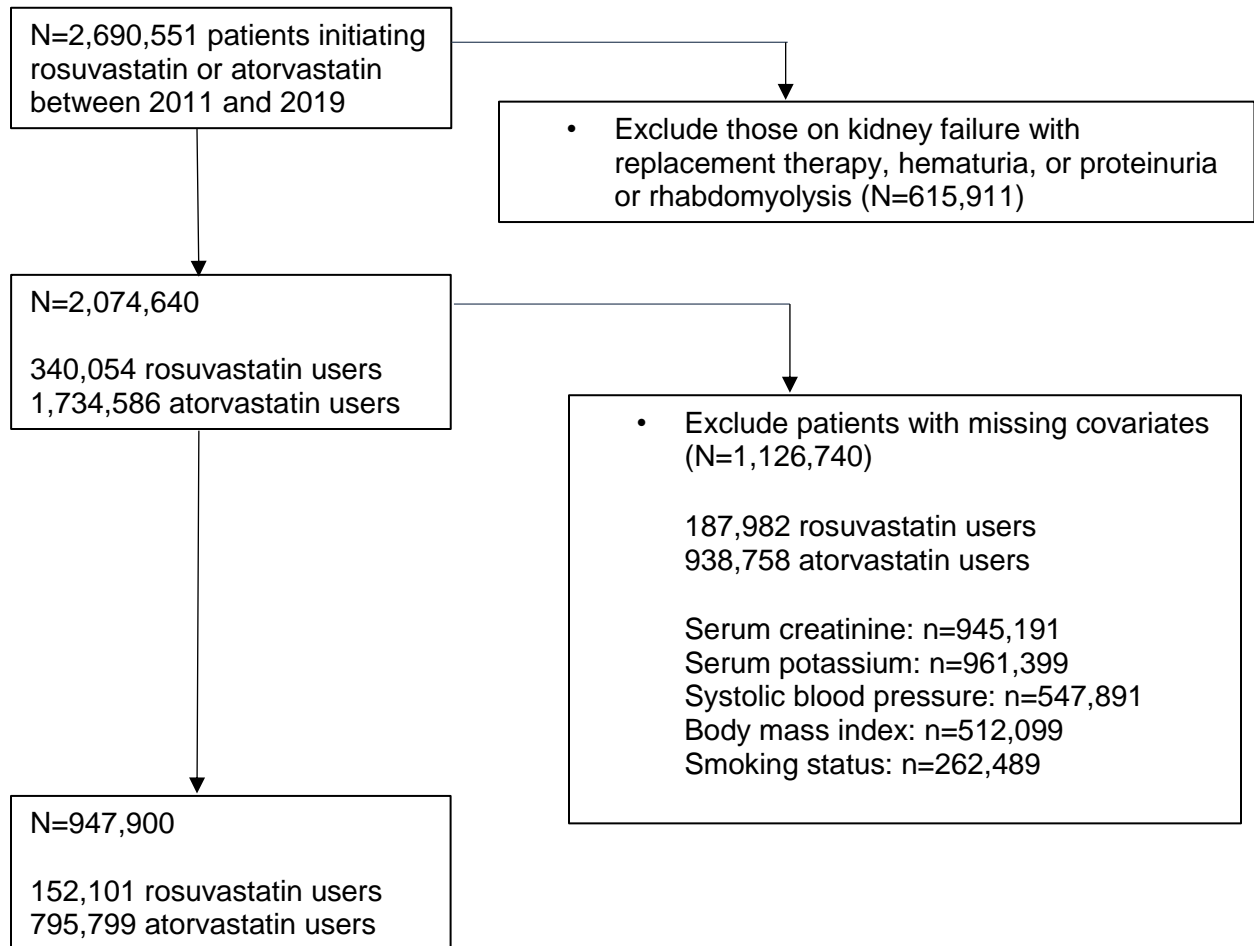 N=2,690,551 patients initiating
rosuvastatin or atorvastatin
between 2011 and 2019
• Exclude those on kidney failure with
replacement therapy, hematuria, or proteinuria
or rhabdomyolysis (N=615,911)
N=2,074,640
340,054 rosuvastatin users
1,734,586 atorvastatin users
• Exclude patients with missing covariates
(N=1,126,740)
187,982 rosuvastatin users
938,758 atorvastatin users
Serum creatinine: n=945,191
Serum potassium: n=961,399
Systolic blood pressure: n=547,891
Body mass index: n=512,099
Smoking status: n=262,489
N=947,900
152,101 rosuvastatin users
795,799 atorvastatin users